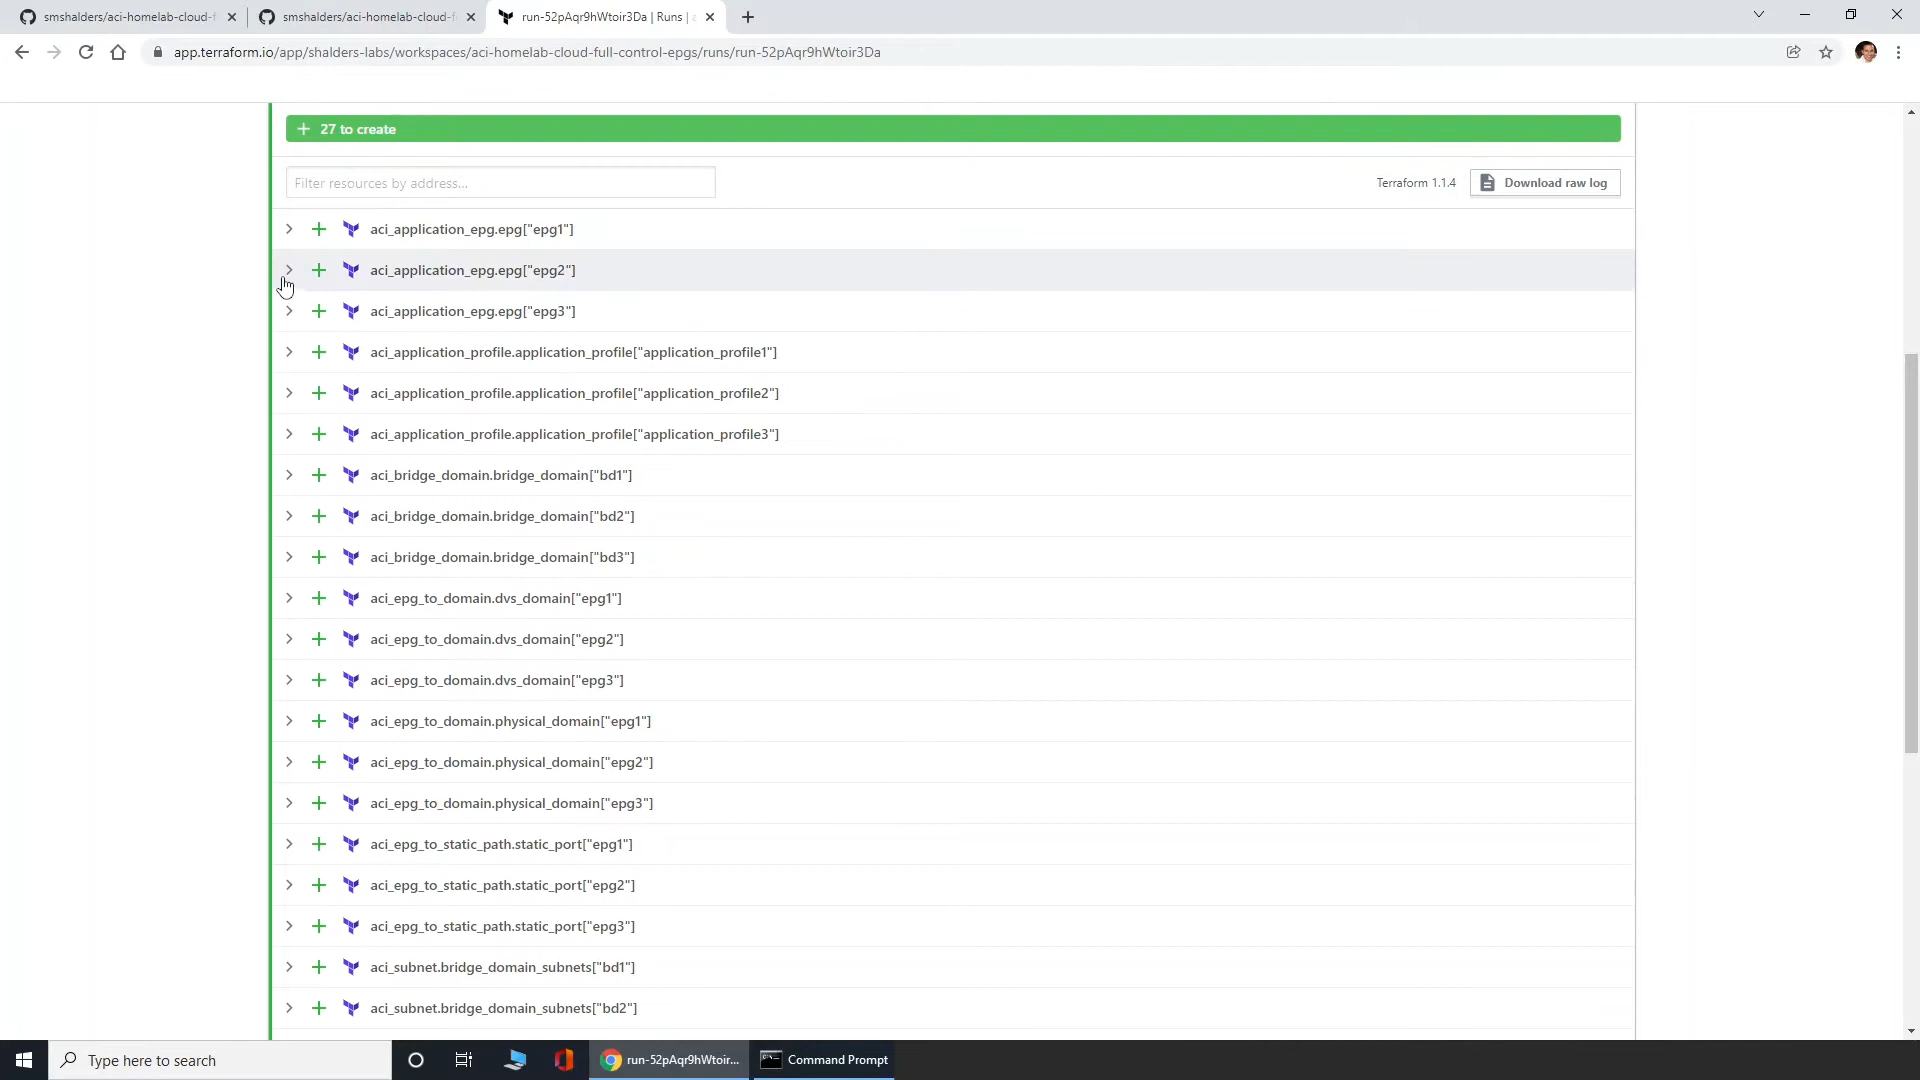 smshalders/aci-homelab-cloud-f
smshalders/aci-homelab-cloud-f
run-52pAqr9hWtoir3Da | Runs |
app.terraform.io/app/shalders-labs/workspaces/aci-homelab-cloud-full-control-epgs/runs/run-52pAqr9hWtoir3Da
27 to create
Filter resources by address...
Terraform 1.1.4
Download raw log
aci_application_epg.epg["epg1"]
aci_application_epg.epg["epg2"]
aci_application_epg.epg["epg3"]
aci_application_profile.application_profile["application_profile1"]
aci_application_profile.application_profile["application_profile2"]
aci_application_profile.application_profile["application_profile3"]
aci_bridge_domain.bridge_domain["bd1"]
aci_bridge_domain.bridge_domain["bd2"]
aci_bridge_domain.bridge_domain["bd3"]
aci_epg_to_domain.dvs_domain["epg1"]
aci_epg_to_domain.dvs_domain["epg2"]
aci_epg_to_domain.dvs_domain["epg3"]
aci_epg_to_domain.physical_domain["epg1"]
aci_epg_to_domain.physical_domain["epg2"]
aci_epg_to_domain.physical_domain["epg3"]
aci_epg_to_static_path.static_port["epg1"]
aci_epg_to_static_path.static_port["epg2"]
aci_epg_to_static_path.static_port["epg3"]
aci_subnet.bridge_domain_subnets["bd1"]
aci_subnet.bridge_domain_subnets["bd2"]
Type here to search
run-52pAqr9hWtoir...
Command Prompt